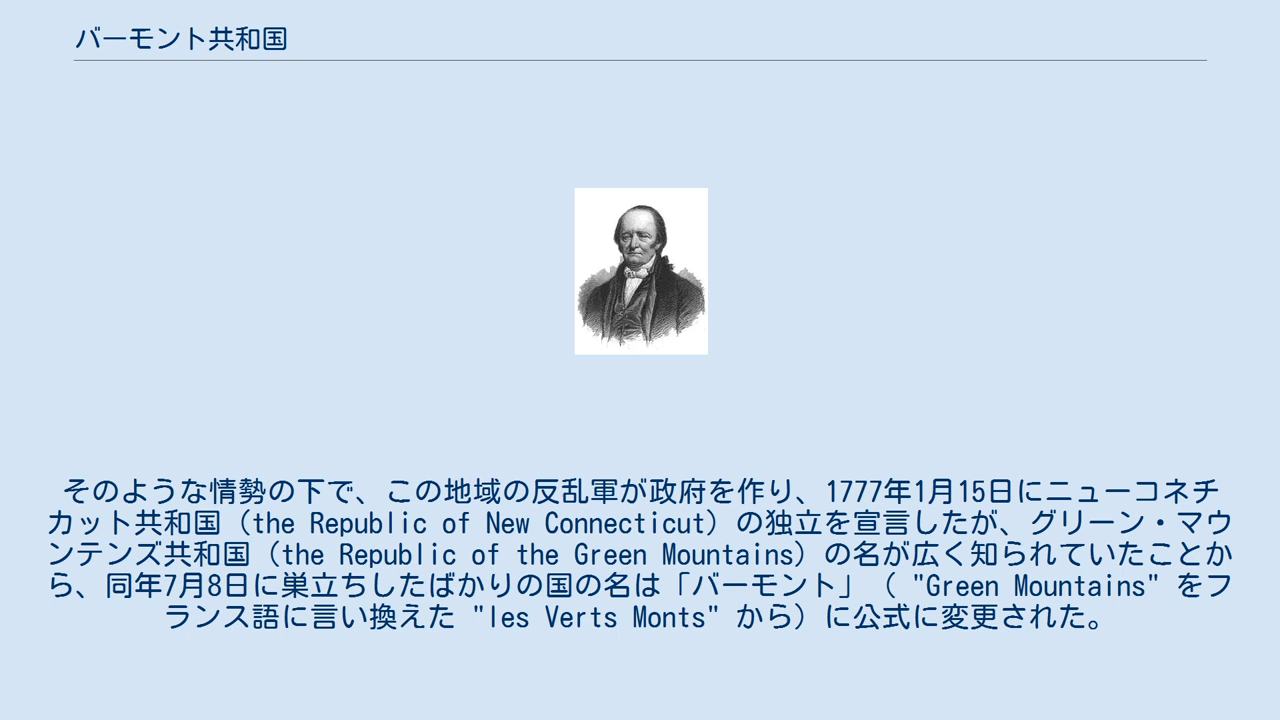 バーモント共和国
そのような情勢の下で、この地域の反乱軍が政府を作り、1777年1月15日にニューコネチ
カット共和国（the Republic of New Connecticut）の独立を宣言したが、グリーン・マウ
ンテンズ共和国（the Republic of the Green Mountains）の名が広く知られていたことか
ら、同年7月8日に巣立ちしたばかりの国の名は「バーモント」（ "Green Mountains" をフ
ランス語に言い換えた "les Verts Monts" から）に公式に変更された。